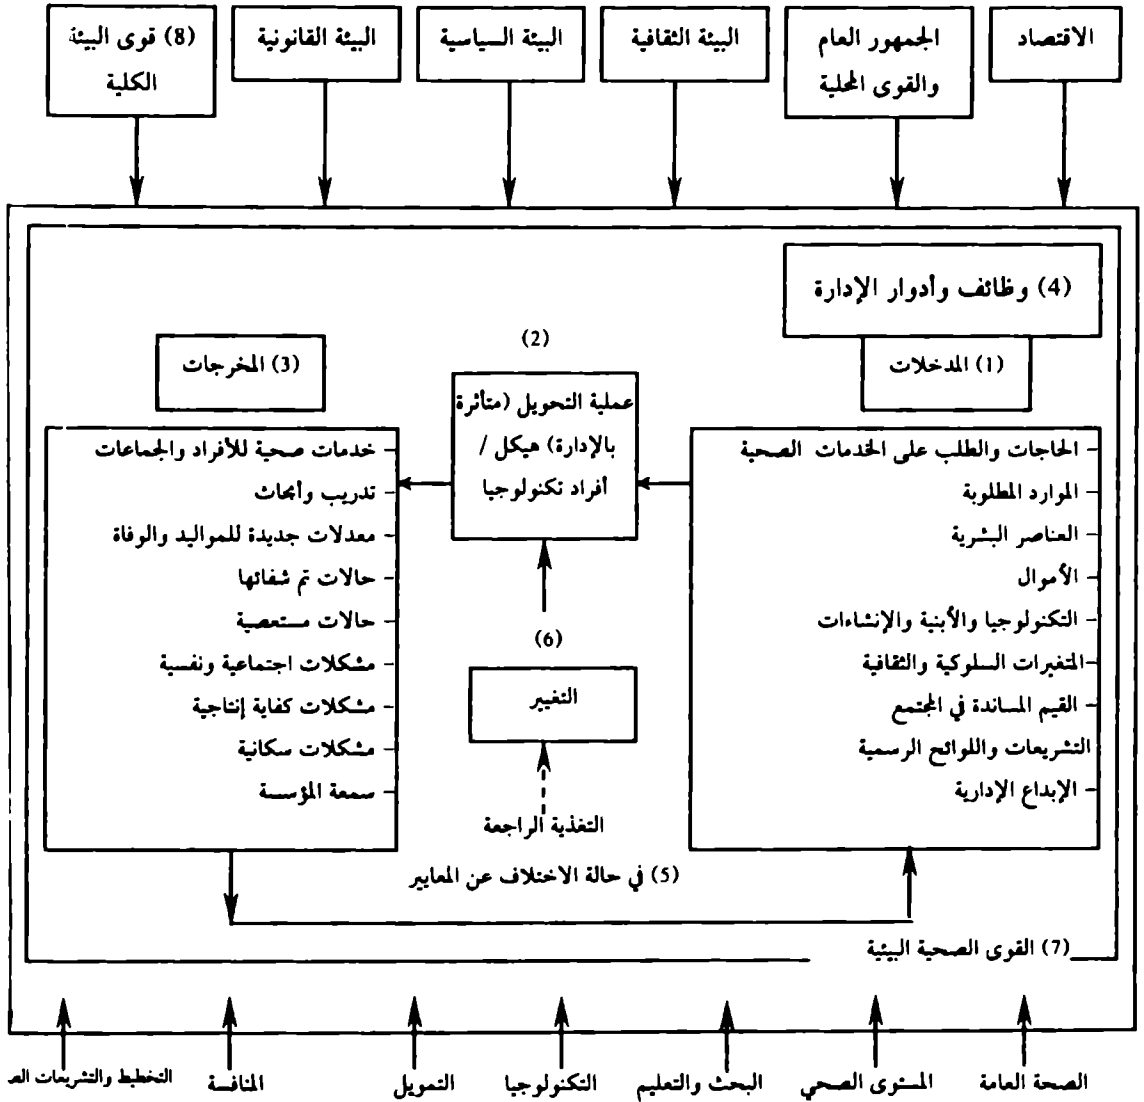 الاقتصاد
الجمهور العام
والقوى المحلية
البيئة الثقافية
البيئة السياسية
البيئة القانونية
(8) قوى البيئة
الكلية
(4) وظائف وأدوار الإدارة
(1) المدخلات
- الحاجات والطلب على الخدمات الصحية
- الموارد المطلوبة
- العناصر البشرية
- الأموال
- التكنولوجيا والأبنية والإنشاءات
-المتغيرات السلوكية والثقافية
- القيم المساندة في المجتمع
التشريعات واللوائح الرسمية
- الإبداع الإدارية
(2)
عملية التحويل (متأثرة
بالإدارة) هيكل /
أفراد تكنولوجيا
(6)
التغيير
التغذية الراجعة
(5) في حالة الاختلاف عن المعايير
(3) المخرجات
- خدمات صحية للأفراد والجماعات
- تدريب وأبحاث
- معدلات جديدة للمواليد والوفاة
- حالات تم شفائها
- حالات مستعصية
- مشكلات اجتماعية ونفسية
- مشكلات كفاية إنتاجية
- مشكلات سكانية
- سمعة المؤسسة
(7) القوى الصحية البيئية
الصحة العامة
المستوى الصحي
البحث والتعليم
التكنولوجيا
التمويل
المنافسة
التخطيط والتشريعات